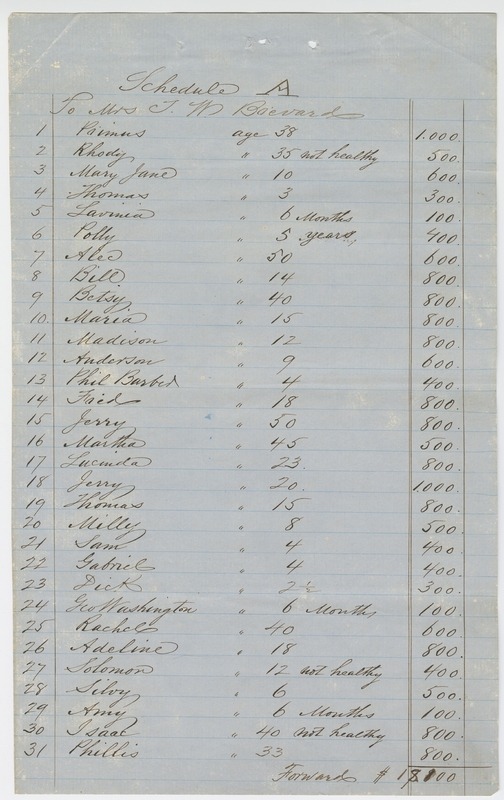 Schedule A
To Mrs T. W Brevard
1 Primus age 38 1.000.
2 Rhody " 35 not healthy 500.
3 Mary Jane " 10 600.
4 Thomas " 3 300.
5 Lavinia " 6 Months 100.
6 Polly " 5 years, 400.
7 Alec " 50 600.
8 Bill " 14 800.
9 Betsy " 40 800.
10. Maria " 15 800.
11 Madison " 12 800.
12 Anderson " 9 600.
13 Phil Barber " 4 400.
14 Fred " 18 800.
15 Jerry " 50 800.
16 Martha " 45 500.
17 Lucinda " 23. 800.
18 Jerry " 20. 1.000.
19 Thomas " 15 800.
20 Milly " 8 500.
21 Sam " 4 400.
22 Gabriel " 4 400.
23 Dick " 2½ 300.
24 Geo Washington " 6 Months 100.
25 Rachel " 40 600.
26 Adeline " 18 800.
27 Solomon " 12 not healthy 400.
28 Silvy " 6 500.
29 Amy " 6 Months 100.
30 Isaac " 40 not healthy 800.
31 Phillis " 33 800.
Forward $